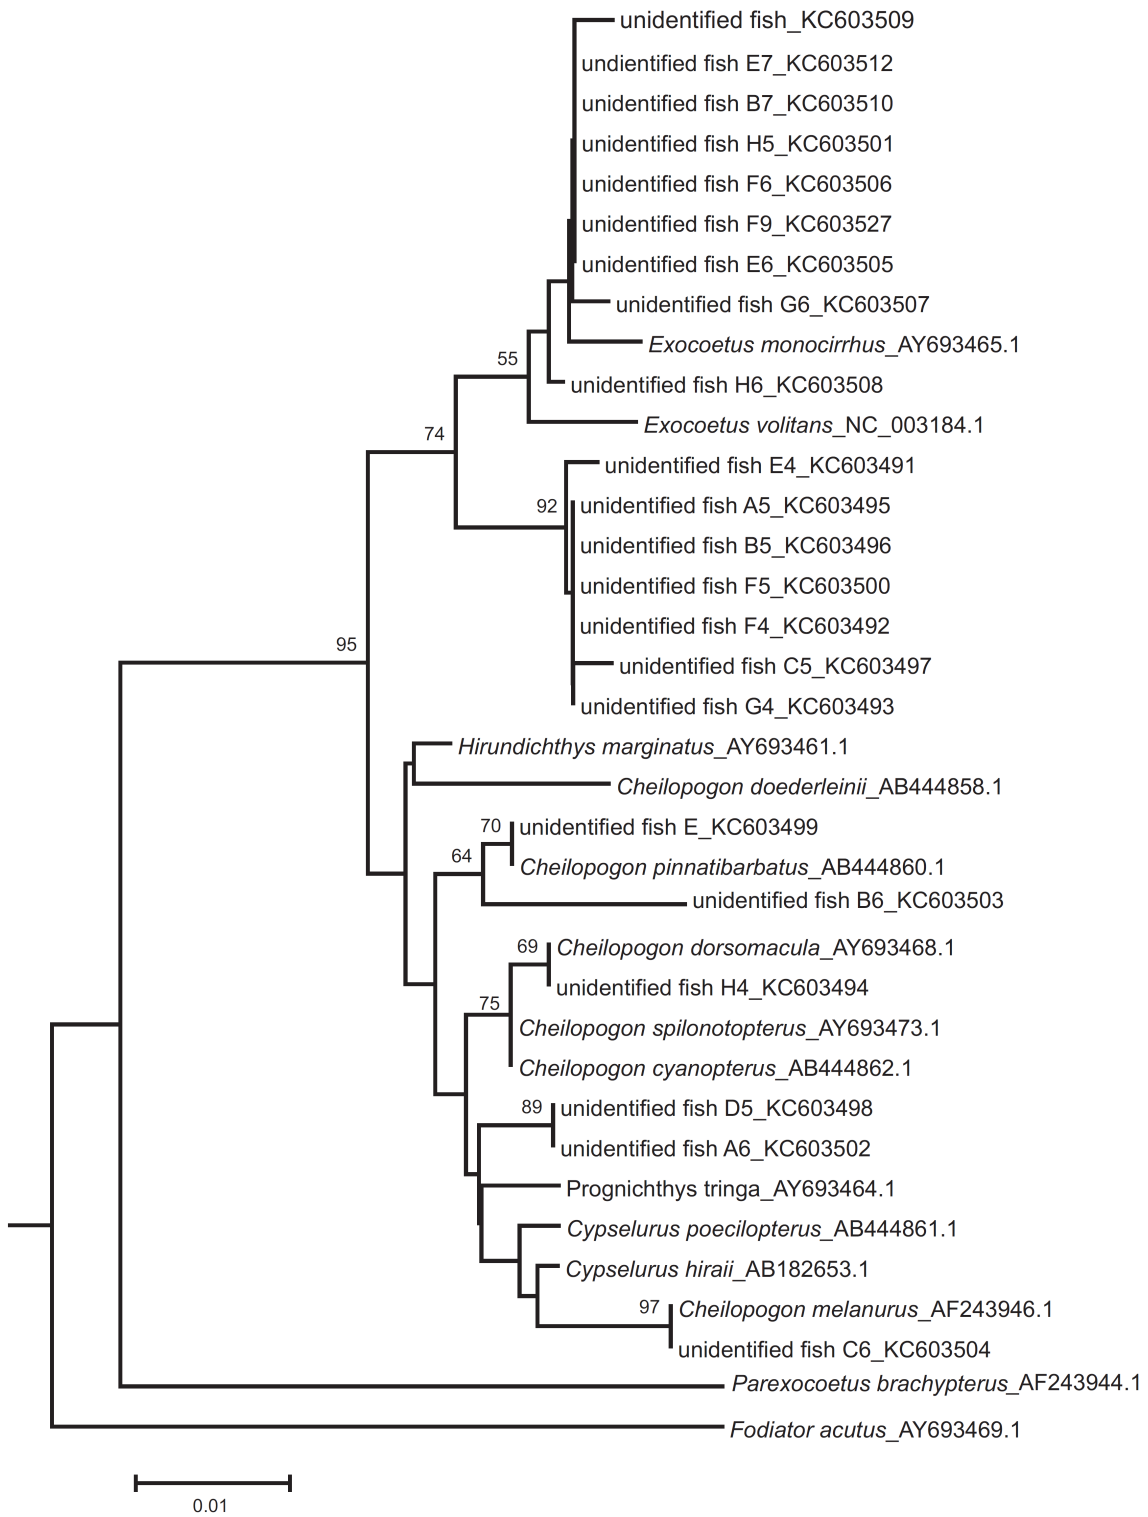 unidentified fish_KC603509
undientified fish E7_KC603512
unidentified fish B7_KC603510
unidentified fish H5_KC603501
unidentified fish F6_KC603506
unidentified fish F9_KC603527
unidentified fish E6_KC603505
unidentified fish G6_KC603507
Exocoetus monocirrhus_AY693465.1
55
unidentified fish H6_KC603508
Exocoetus volitans_NC_003184.1
74
unidentified fish E4_KC603491
92
unidentified fish A5_KC603495
unidentified fish B5_KC603496
unidentified fish F5_KC603500
unidentified fish F4_KC603492
95
unidentified fish C5_KC603497
unidentified fish G4_KC603493
Hirundichthys marginatus_AY693461.1
Cheilopogon doederleinii_AB444858.1
70
unidentified fish E_KC603499
64
Cheilopogon pinnatibarbatus_AB444860.1
unidentified fish B6_KC603503
69
Cheilopogon dorsomacula_AY693468.1
unidentified fish H4_KC603494
75
Cheilopogon spilonotopterus_AY693473.1
Cheilopogon cyanopterus_AB444862.1
89
unidentified fish D5_KC603498
unidentified fish A6_KC603502
Prognichthys tringa_AY693464.1
Cypselurus poecilopterus_AB444861.1
Cypselurus hiraii_AB182653.1
97
Cheilopogon melanurus_AF243946.1
unidentified fish C6_KC603504
Parexocoetus brachypterus_AF243944.1
Fodiator acutus_AY693469.1
0.01